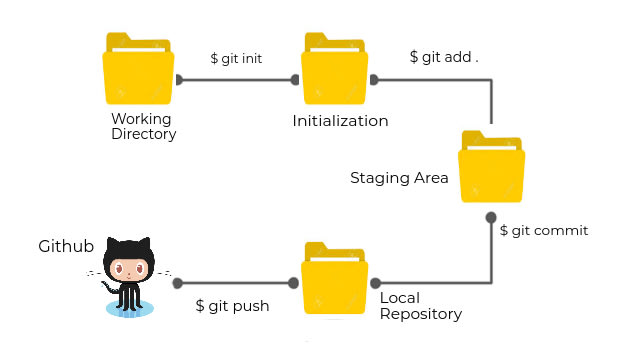 $ git init
$ git add .
Working
Directory
Initialization
Staging Area
$ git commit
Github
$ git push
Local
Repository